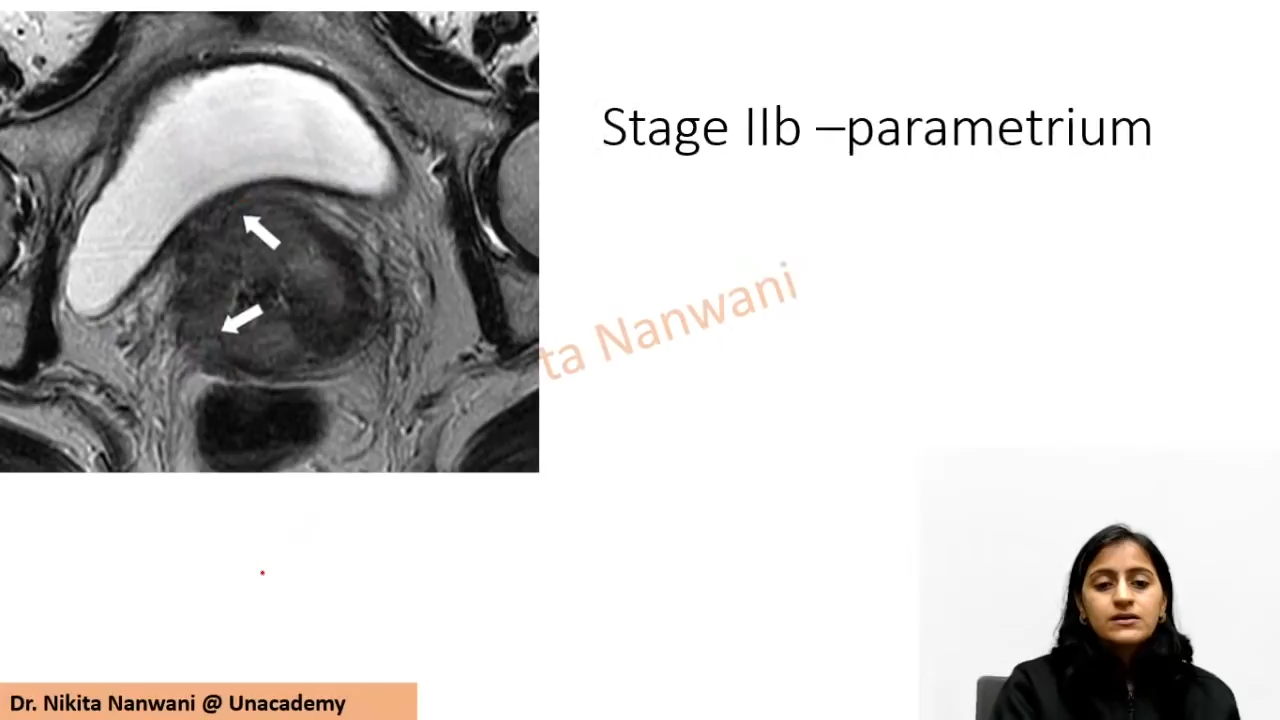 Stage IIb –parametrium
ta Nanwani
Dr. Nikita Nanwani @ Unacademy